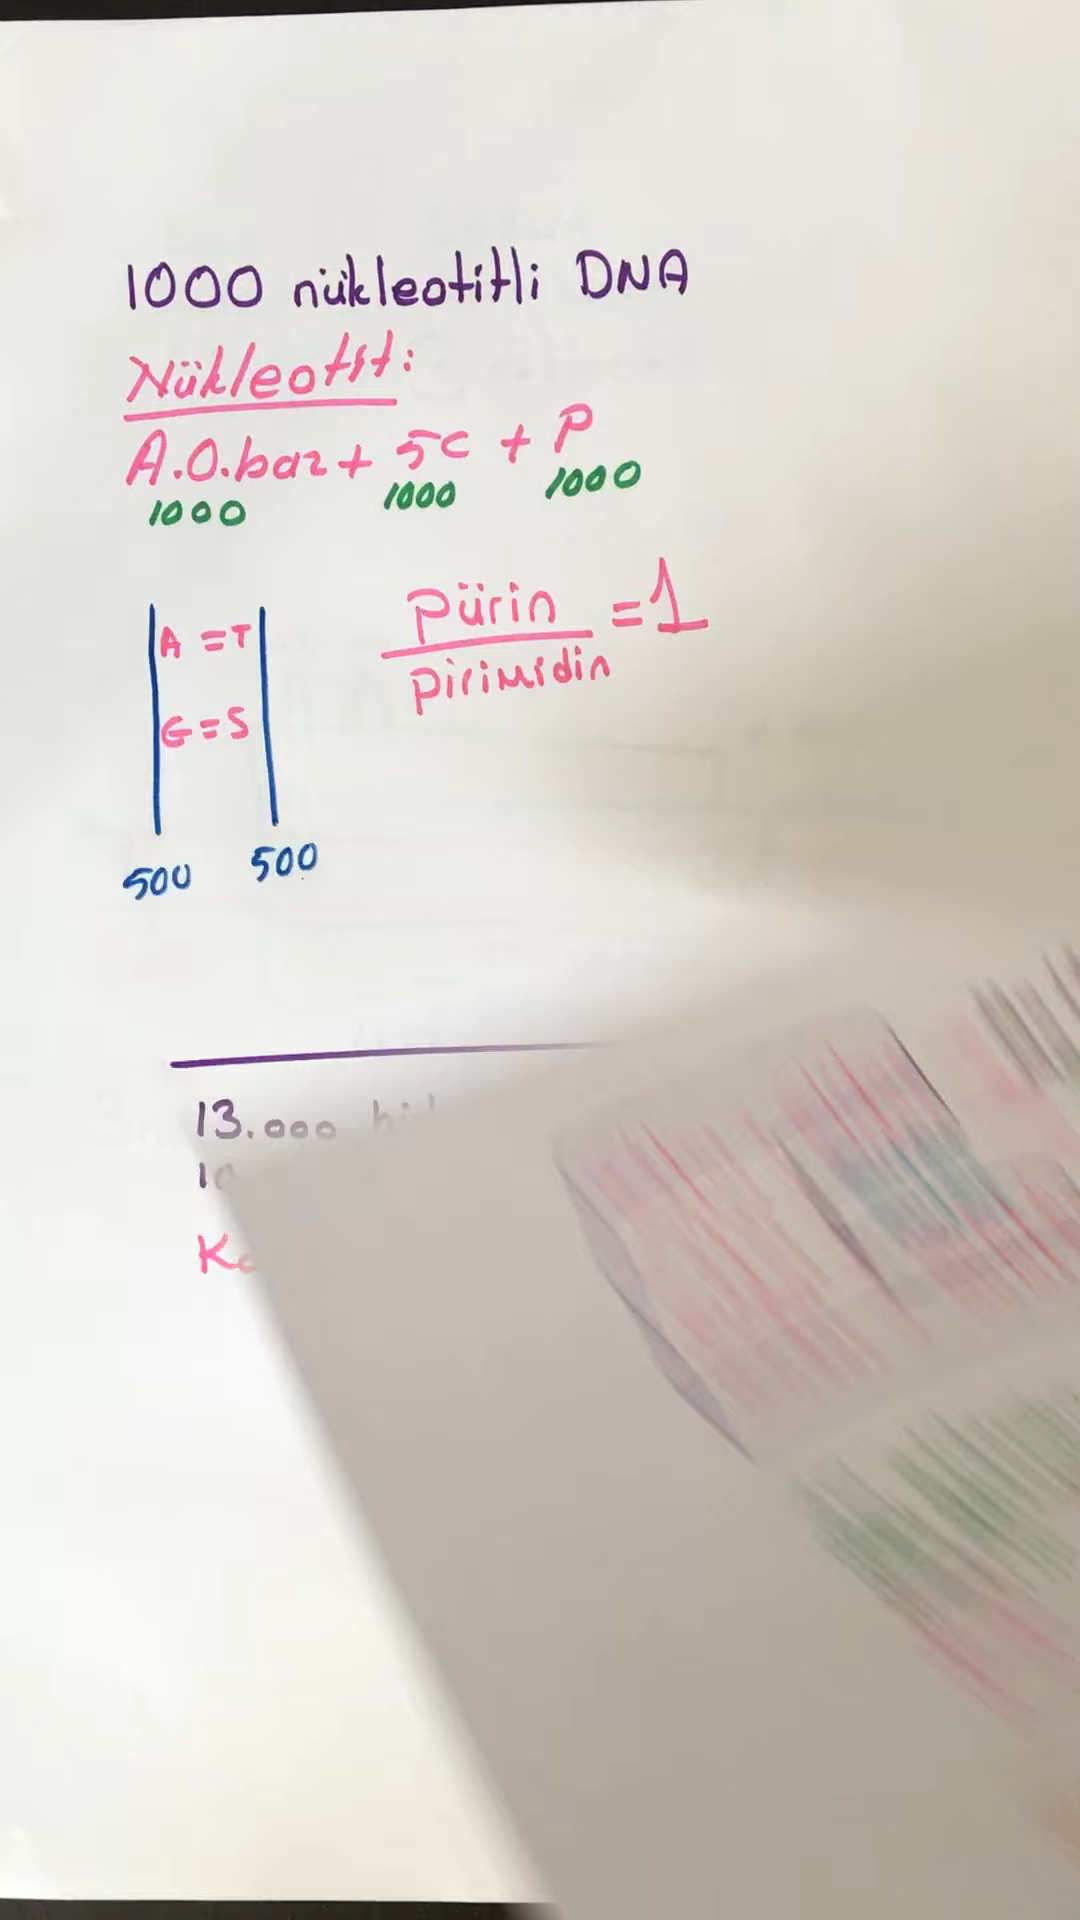 1000 nükleotitli DNA
Nükleotit:
A.O.baz + 5C + P
1000 1000 1000
A = T
G = S
pürin = 1
pirimidin
500 500
13.000